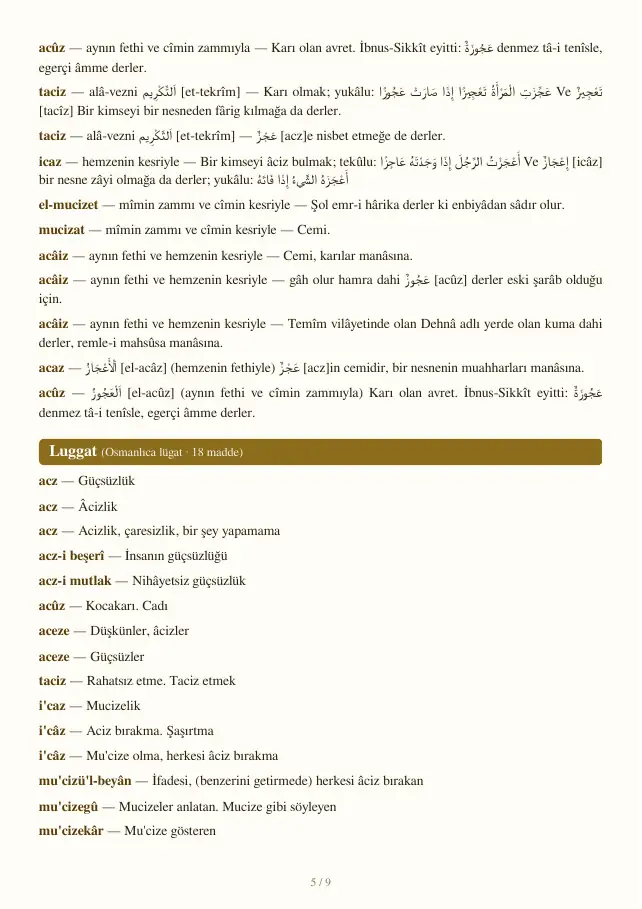 acûz — aynın fethi ve cîmin zammıyla — Karı olan avret. İbnus-Sikkît eyitti: عَجُوزَةٌ denmez tâ-i tenîsle,
egerçi âmme derler.
taciz — alâ-vezni اَلتَّكْرِيم [et-tekrîm] — Karı olmak; yukâlu: عَجَّزَتِ الْمَرْأَةُ تَعْجِيزًا إِذَا صَارَتْ عَجُوزًا Ve تَعْجِيزٌ
[tacîz] Bir kimseyi bir nesneden fârig kılmağa da derler.
taciz — alâ-vezni اَلتَّكْرِيم [et-tekrîm] — عَجْزٌ [acz]e nisbet etmeğe de derler.
icaz — hemzenin kesriyle — Bir kimseyi âciz bulmak; tekûlu: أَعْجَزْتُ الرَّجُلَ إِذَا وَجَدْتَهُ عَاجِزًا Ve إِعْجَازٌ [icâz]
bir nesne zâyi olmağa da derler; yukâlu: أَعْجَزَهُ الشَّيْءُ إِذَا فَاتَهُ
el-mucizet — mîmin zammı ve cîmin kesriyle — Şol emr-i hârika derler ki enbiyâdan sâdır olur.
mucizat — mîmin zammı ve cîmin kesriyle — Cemi.
acâiz — aynın fethi ve hemzenin kesriyle — Cemi, karılar manâsına.
acâiz — aynın fethi ve hemzenin kesriyle — gâh olur hamra dahi عَجُوزٌ [acûz] derler eski şarâb olduğu
için.
acâiz — aynın fethi ve hemzenin kesriyle — Temîm vilâyetinde olan Dehnâ adlı yerde olan kuma dahi
derler, remle-i mahsûsa manâsına.
acaz — اَلْأَعْجَازُ [el-acâz] (hemzenin fethiyle) عَجُزٌ [acz]in cemidir, bir nesnenin muahharları manâsına.
acûz — اَلْعَجُوزُ [el-acûz] (aynın fethi ve cîmin zammıyla) Karı olan avret. İbnus-Sikkît eyitti: عَجُوزَةٌ
denmez tâ-i tenîsle, egerçi âmme derler.
Luggat (Osmanlıca lügat · 18 madde)
acz — Güçsüzlük
acz — Âcizlik
acz — Acizlik, çaresizlik, bir şey yapamama
acz-i beşerî — İnsanın güçsüzlüğü
acz-i mutlak — Nihâyetsiz güçsüzlük
acûz — Kocakarı. Cadı
aceze — Düşkünler, âcizler
aceze — Güçsüzler
taciz — Rahatsız etme. Taciz etmek
i'caz — Mucizelik
i'câz — Aciz bırakma. Şaşırtma
i'câz — Mu'cize olma, herkesi âciz bırakma
mu'cizü'l-beyân — İfadesi, (benzerini getirmede) herkesi âciz bırakan
mu'cizegû — Mucizeler anlatan. Mucize gibi söyleyen
mu'cizekâr — Mu'cize gösteren
5 / 9